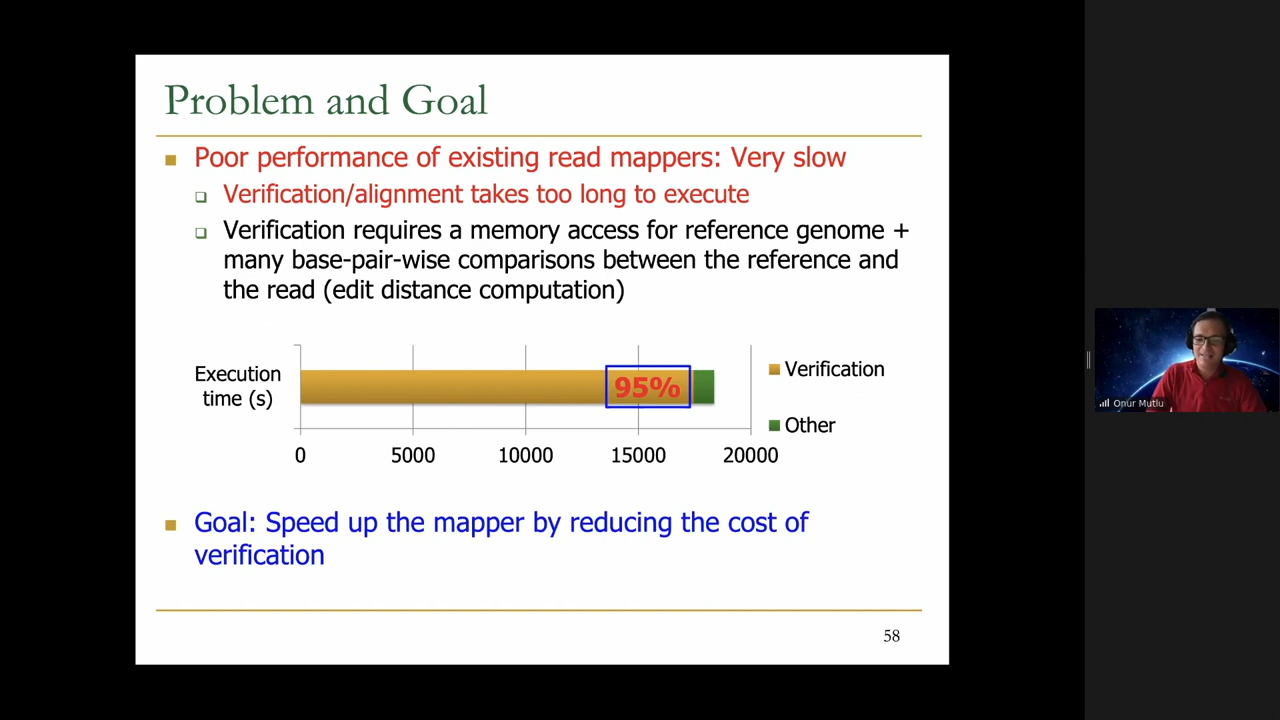 Problem and Goal
Poor performance of existing read mappers: Very slow
Verification/alignment takes too long to execute
Verification requires a memory access for reference genome +
many base-pair-wise comparisons between the reference and
the read (edit distance computation)
Execution
time (s)
95%
Verification
Other
0 5000 10000 15000 20000
Goal: Speed up the mapper by reducing the cost of
verification
58
Onur Mutlu